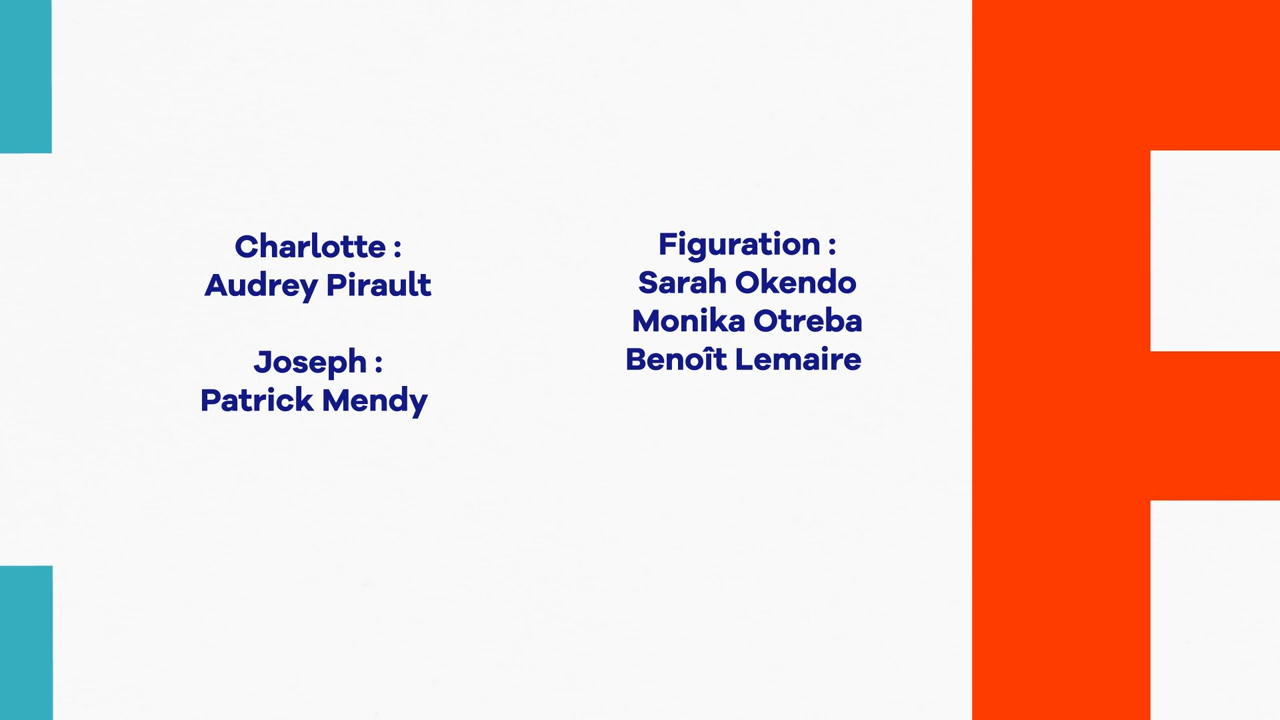 Charlotte :
Audrey Pirault
Joseph :
Patrick Mendy
Figuration :
Sarah Okendo
Monika Otreba
Benoît Lemaire